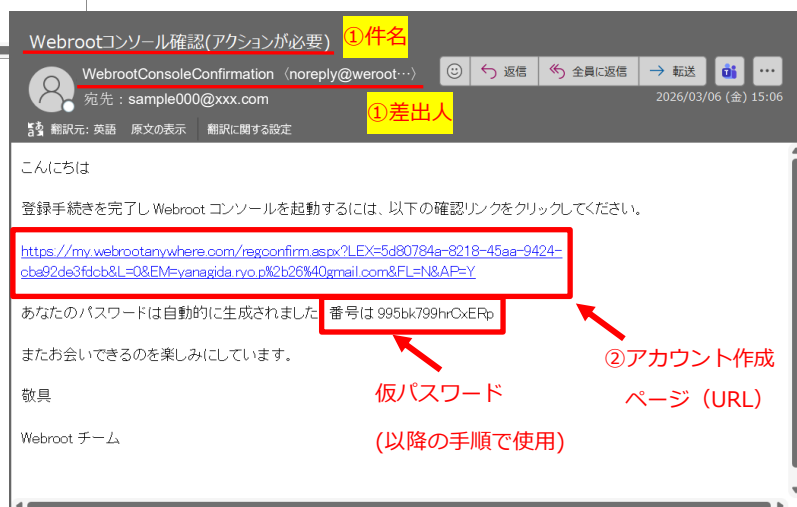 Webrootコンソール確認(アクションが必要) ①件名
WebrootConsoleConfirmation 〈noreply@weroot…〉 返信 全員に返信 転送
宛先：sample000@xxx.com 2026/03/06 (金) 15:06
①差出人
翻訳元: 英語 原文の表示 翻訳に関する設定
こんにちは
登録手続きを完了し Webroot コンソールを起動するには、以下の確認リンクをクリックしてください。
https://my.webrootanywhere.com/regconfirm.aspx?LEX=5d80784a-8218-45aa-9424-
cba92de3fdcb&L=0&EM=yanagida.ryo.p%2b26%40gmail.com&FL=N&AP=Y
あなたのパスワードは自動的に生成されました 番号は 995bk799hrCxERp
またお会いできるのを楽しみにしています。
②アカウント作成
ページ（URL）
敬具
仮パスワード
(以降の手順で使用)
Webroot チーム